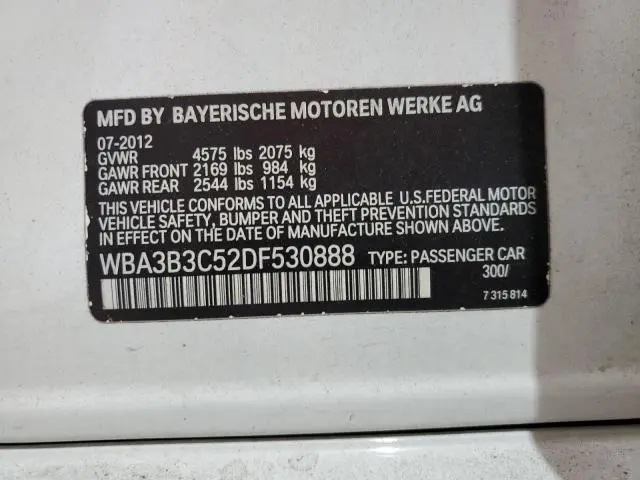 MFD BY BAYERISCHE MOTOREN WERKE AG
07-2012
GVWR 4575 lbs 2075 kg
GAWR FRONT 2169 lbs 984 kg
GAWR REAR 2544 lbs 1154 kg
THIS VEHICLE CONFORMS TO ALL APPLICABLE U.S.FEDERAL MOTOR
VEHICLE SAFETY, BUMPER AND THEFT PREVENTION STANDARDS
IN EFFECT ON THE DATE OF MANUFACTURE SHOWN ABOVE.
WBA3B3C52DF530888 TYPE: PASSENGER CAR
300/
7 315 814